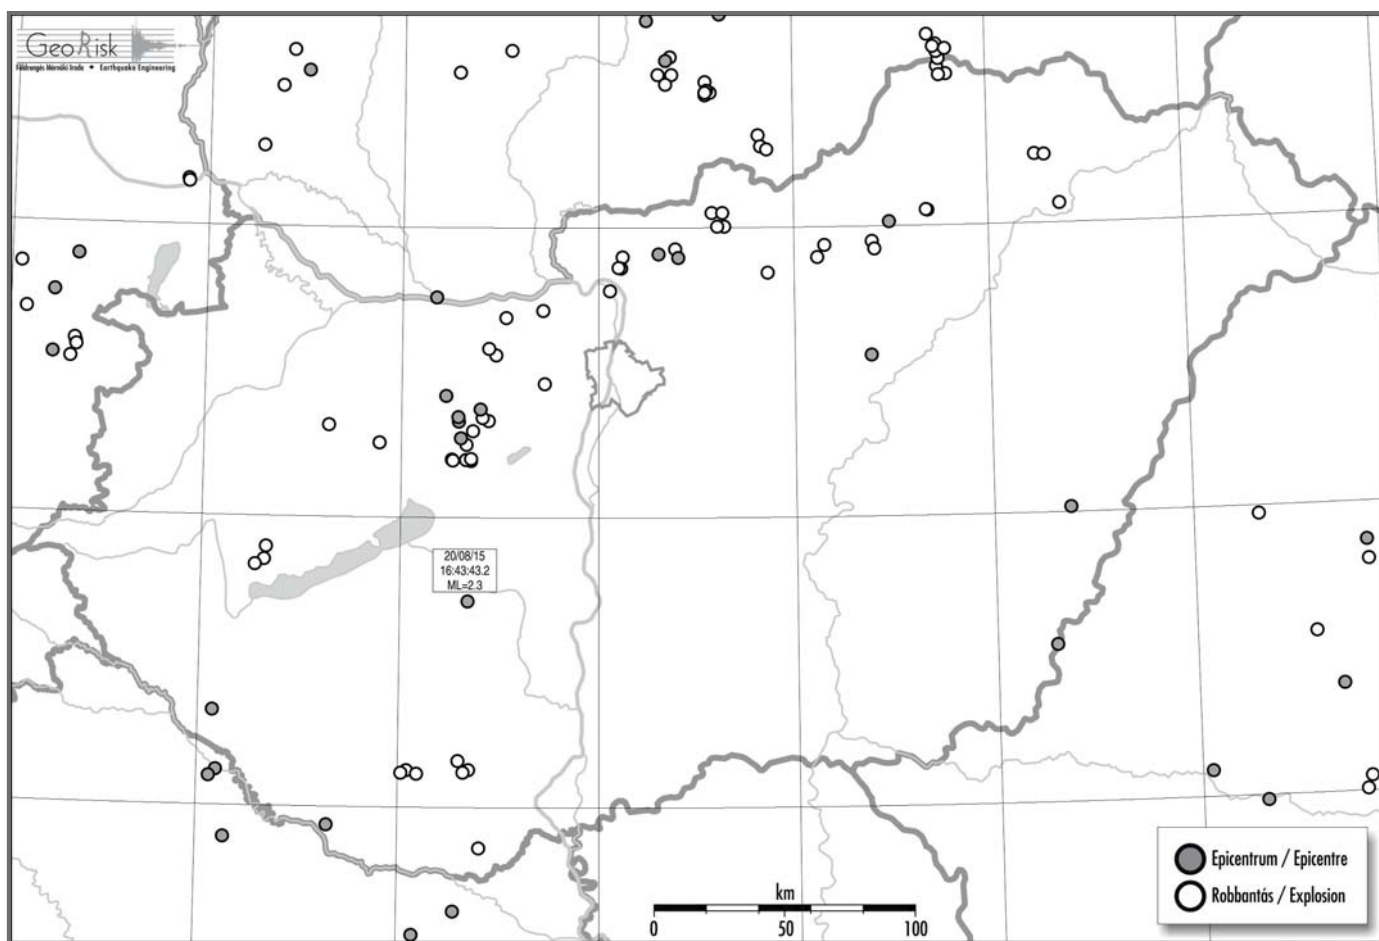 GeoRisk
Földrengés Mérnöki Iroda ✦ Earthquake Engineering
20/08/15
16:43:43.2
ML=2.3
Epicentrum / Epicentre
Robbantás / Explosion
km
0 50 100